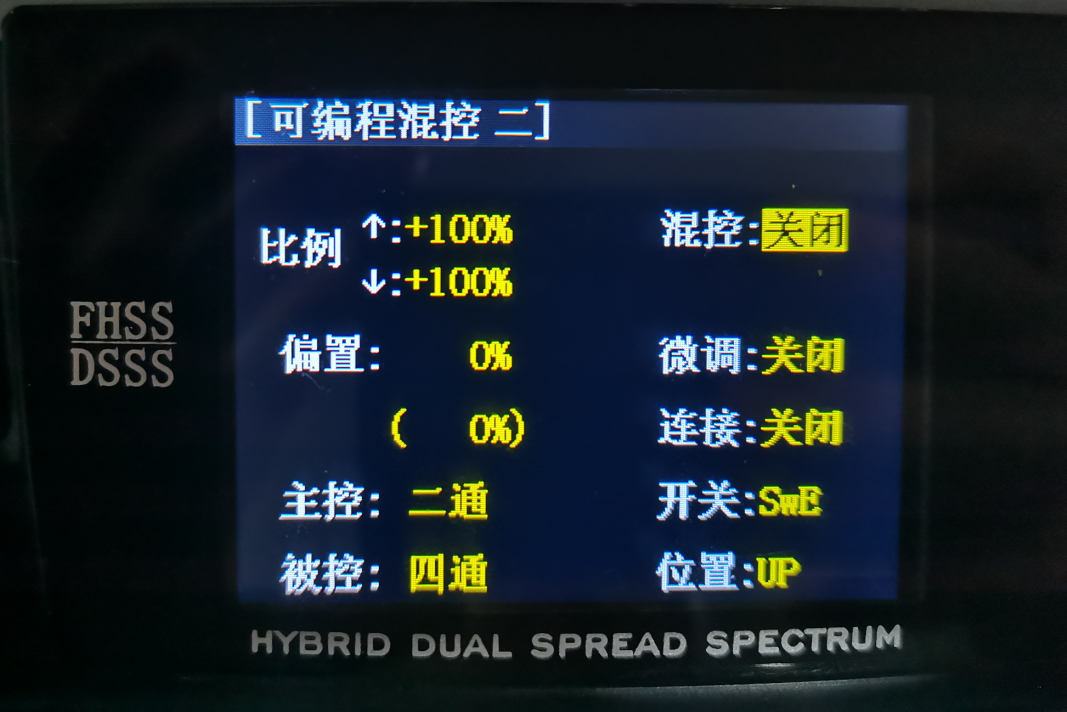 [可编程混控 二]
比例 ↑:+100% 混控:关闭
↓:+100%
偏置: 0% 微调:关闭
( 0%) 连接:关闭
主控: 二通 开关:SwE
被控: 四通 位置:UP
FHSS
DSSS
HYBRID DUAL SPREAD SPECTRUM